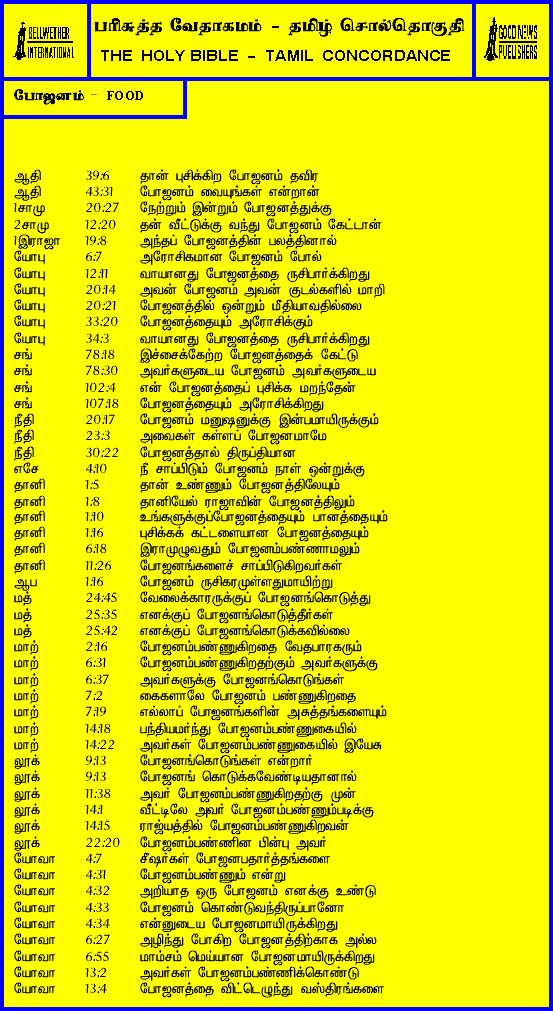 BELLWETHER
INTERNATIONAL
பரிசுத்த வேதாகமம் - தமிழ் சொல்தொகுதி
THE HOLY BIBLE - TAMIL CONCORDANCE
GOOD NEWS
PUBLISHERS
போஜனம் - FOOD
ஆதி 39:6 தான் புசிக்கிற போஜனம் தவிர
ஆதி 43:31 போஜனம் வையுங்கள் என்றான்
1சாமு 20:27 நேற்றும் இன்றும் போஜனத்துக்கு
2சாமு 12:20 தன் வீட்டுக்கு வந்து போஜனம் கேட்டான்
1இராஜா 19:8 அந்தப் போஜனத்தின் பலத்தினால்
யோபு 6:7 அரோசிகமான போஜனம் போல்
யோபு 12:11 வாயானது போஜனத்தை ருசிபார்க்கிறது
யோபு 20:14 அவன் போஜனம் அவன் குடல்களில் மாறி
யோபு 20:21 போஜனத்தில் ஒன்றும் மீதியாவதில்லை
யோபு 33:20 போஜனத்தையும் அரோசிக்கும்
யோபு 34:3 வாயானது போஜனத்தை ருசிபார்க்கிறது
சங் 78:18 இச்சைக்கேற்ற போஜனத்தைக் கேட்டு
சங் 78:30 அவர்களுடைய போஜனம் அவர்களுடைய
சங் 102:4 என் போஜனத்தைப் புசிக்க மறந்தேன்
சங் 107:18 போஜனத்தையும் அரோசிக்கிறது
நீதி 20:17 போஜனம் மனுஷனுக்கு இன்பமாயிருக்கும்
நீதி 23:3 அவைகள் கள்ளப் போஜனமாமே
நீதி 30:22 போஜனத்தால் திருப்தியான
எசே 4:10 நீ சாப்பிடும் போஜனம் நாள் ஒன்றுக்கு
தானி 1:5 தான் உண்ணும் போஜனத்திலேயும்
தானி 1:8 தானியேல் ராஜாவின் போஜனத்திலும்
தானி 1:10 உங்களுக்குப்போஜனத்தையும் பானத்தையும்
தானி 1:16 புசிக்கக் கட்டளையான போஜனத்தையும்
தானி 6:18 இராமுழுவதும் போஜனம்பண்ணாமலும்
தானி 11:26 போஜனங்களைச் சாப்பிடுகிறவர்கள்
ஆப 1:16 போஜனம் ருசிகரமுள்ளதுமாயிற்று
மத் 24:45 வேலைக்காரருக்குப் போஜனங்கொடுத்து
மத் 25:35 எனக்குப் போஜனங்கொடுத்தீர்கள்
மத் 25:42 எனக்குப் போஜனங்கொடுக்கவில்லை
மாற் 2:16 போஜனம்பண்ணுகிறதை வேதபாரகரும்
மாற் 6:31 போஜனம்பண்ணுகிறதற்கும் அவர்களுக்கு
மாற் 6:37 அவர்களுக்கு போஜனங்கொடுங்கள்
மாற் 7:2 கைகளாலே போஜனம் பண்ணுகிறதை
மாற் 7:19 எல்லாப் போஜனங்களின் அசுத்தங்களையும்
மாற் 14:18 பந்தியமர்ந்து போஜனம்பண்ணுகையில்
மாற் 14:22 அவர்கள் போஜனம்பண்ணுகையில் இயேசு
லூக் 9:13 போஜனங்கொடுங்கள் என்றார்
லூக் 9:13 போஜனங் கொடுக்கவேண்டியதானால்
லூக் 11:38 அவர் போஜனம்பண்ணுகிறதற்கு முன்
லூக் 14:1 வீட்டிலே அவர் போஜனம்பண்ணும்படிக்கு
லூக் 14:15 ராஜ்யத்தில் போஜனம்பண்ணுகிறவன்
லூக் 22:20 போஜனம்பண்ணின பின்பு அவர்
யோவா 4:7 சீஷர்கள் போஜனபதார்த்தங்களை
யோவா 4:31 போஜனம்பண்ணும் என்று
யோவா 4:32 அறியாத ஒரு போஜனம் எனக்கு உண்டு
யோவா 4:33 போஜனம் கொண்டுவந்திருப்பானோ
யோவா 4:34 என்னுடைய போஜனமாயிருக்கிறது
யோவா 6:27 அழிந்து போகிற போஜனத்திற்காக அல்ல
யோவா 6:55 மாம்சம் மெய்யான போஜனமாயிருக்கிறது
யோவா 13:2 அவர்கள் போஜனம்பண்ணிக்கொண்டு
யோவா 13:4 போஜனத்தை விட்டெழுந்து வஸ்திரங்களை